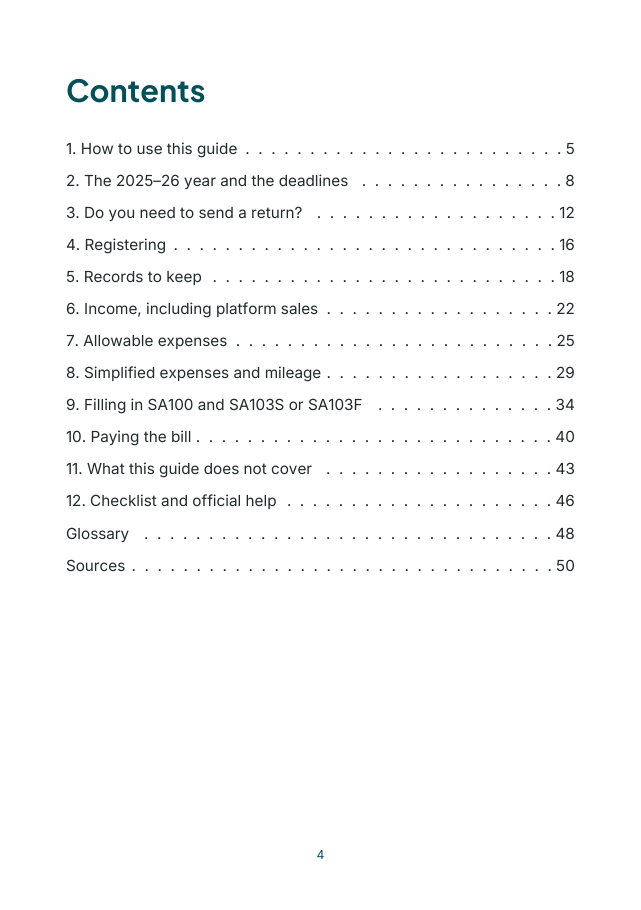 Contents
1. How to use this guide . . . . . . . . . . . . . . . . . . . . . . . . . 5
2. The 2025–26 year and the deadlines . . . . . . . . . . . . . . . . 8
3. Do you need to send a return? . . . . . . . . . . . . . . . . . . . 12
4. Registering . . . . . . . . . . . . . . . . . . . . . . . . . . . . . . 16
5. Records to keep . . . . . . . . . . . . . . . . . . . . . . . . . . . 18
6. Income, including platform sales . . . . . . . . . . . . . . . . . . 22
7. Allowable expenses . . . . . . . . . . . . . . . . . . . . . . . . . 25
8. Simplified expenses and mileage . . . . . . . . . . . . . . . . . . 29
9. Filling in SA100 and SA103S or SA103F . . . . . . . . . . . . . . 34
10. Paying the bill . . . . . . . . . . . . . . . . . . . . . . . . . . . . 40
11. What this guide does not cover . . . . . . . . . . . . . . . . . . 43
12. Checklist and official help . . . . . . . . . . . . . . . . . . . . . 46
Glossary . . . . . . . . . . . . . . . . . . . . . . . . . . . . . . . . 48
Sources . . . . . . . . . . . . . . . . . . . . . . . . . . . . . . . . . 50
4